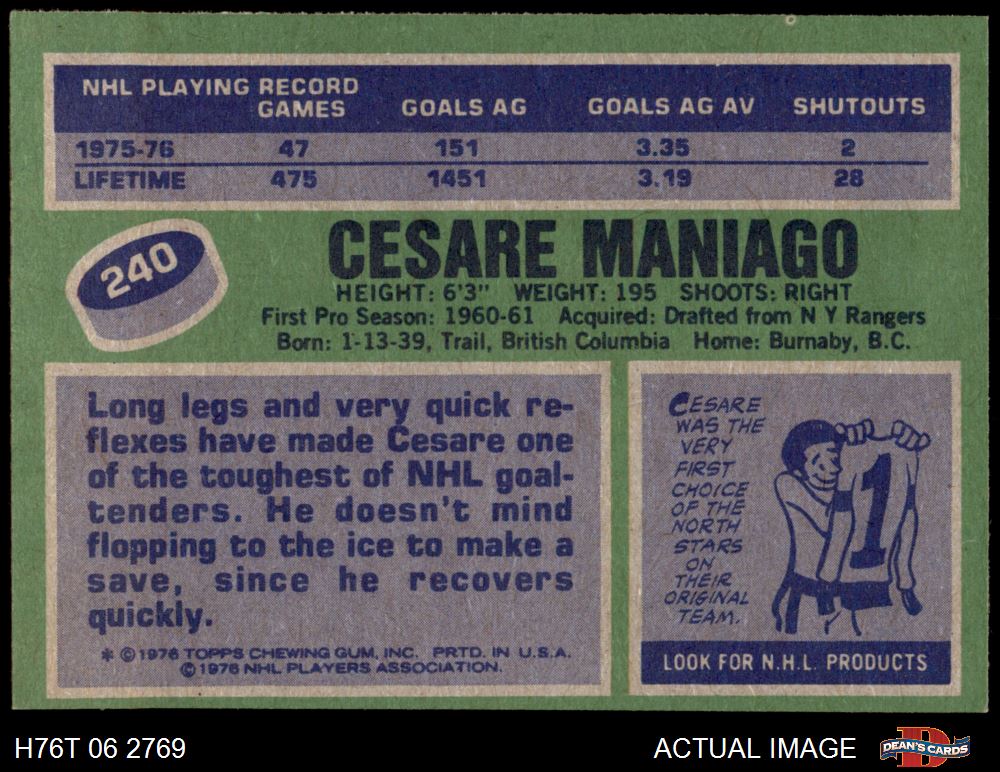 NHL PLAYING RECORD
GAMES GOALS AG GOALS AG AV SHUTOUTS
1975-76 47 151 3.35 2
LIFETIME 475 1451 3.19 28
240
CESARE MANIAGO
HEIGHT: 6'3" WEIGHT: 195 SHOOTS: RIGHT
First Pro Season: 1960-61 Acquired: Drafted from N Y Rangers
Born: 1-13-39, Trail, British Columbia Home: Burnaby, B.C.
Long legs and very quick re-
flexes have made Cesare one
of the toughest of NHL goal-
tenders. He doesn't mind
flopping to the ice to make a
save, since he recovers
quickly.
* © 1976 TOPPS CHEWING GUM, INC. PRTD. IN U.S.A.
© 1976 NHL PLAYERS ASSOCIATION.
CESARE
WAS THE
VERY
FIRST
CHOICE
OF THE
NORTH
STARS
ON
THEIR
ORIGINAL
TEAM.
1
LOOK FOR N.H.L. PRODUCTS
H76T 06 2769
ACTUAL IMAGE
D
DEAN'S CARDS